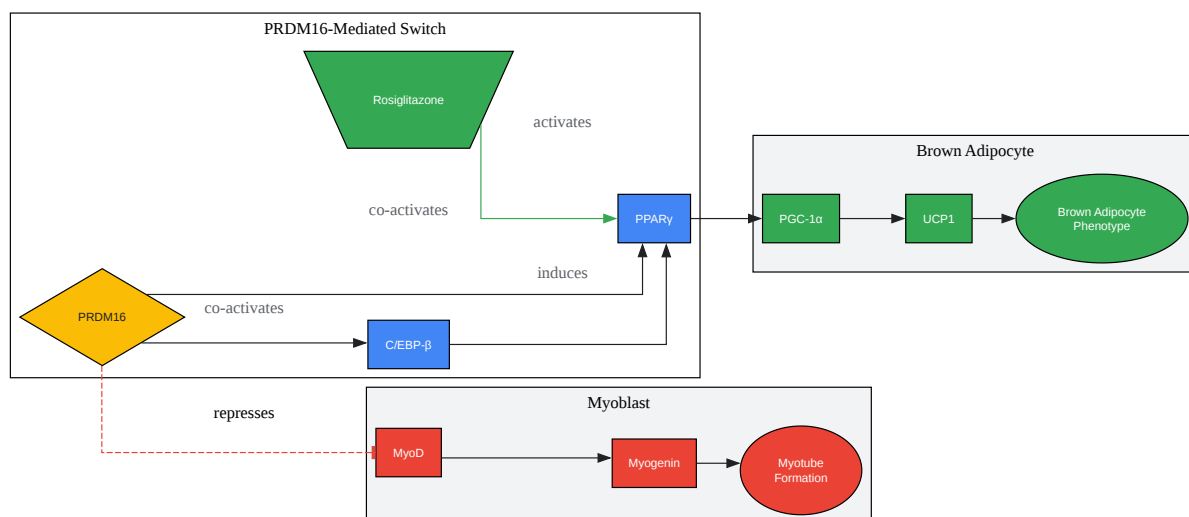 PRDM16-Mediated Switch
Rosiglitazone
activates
co-activates
PPARγ
induces
co-activates
PRDM16
C/EBP-β
represses
Brown Adipocyte
PGC-1α
UCP1
Brown Adipocyte
Phenotype
Myoblast
MyoD
Myogenin
Myotube
Formation